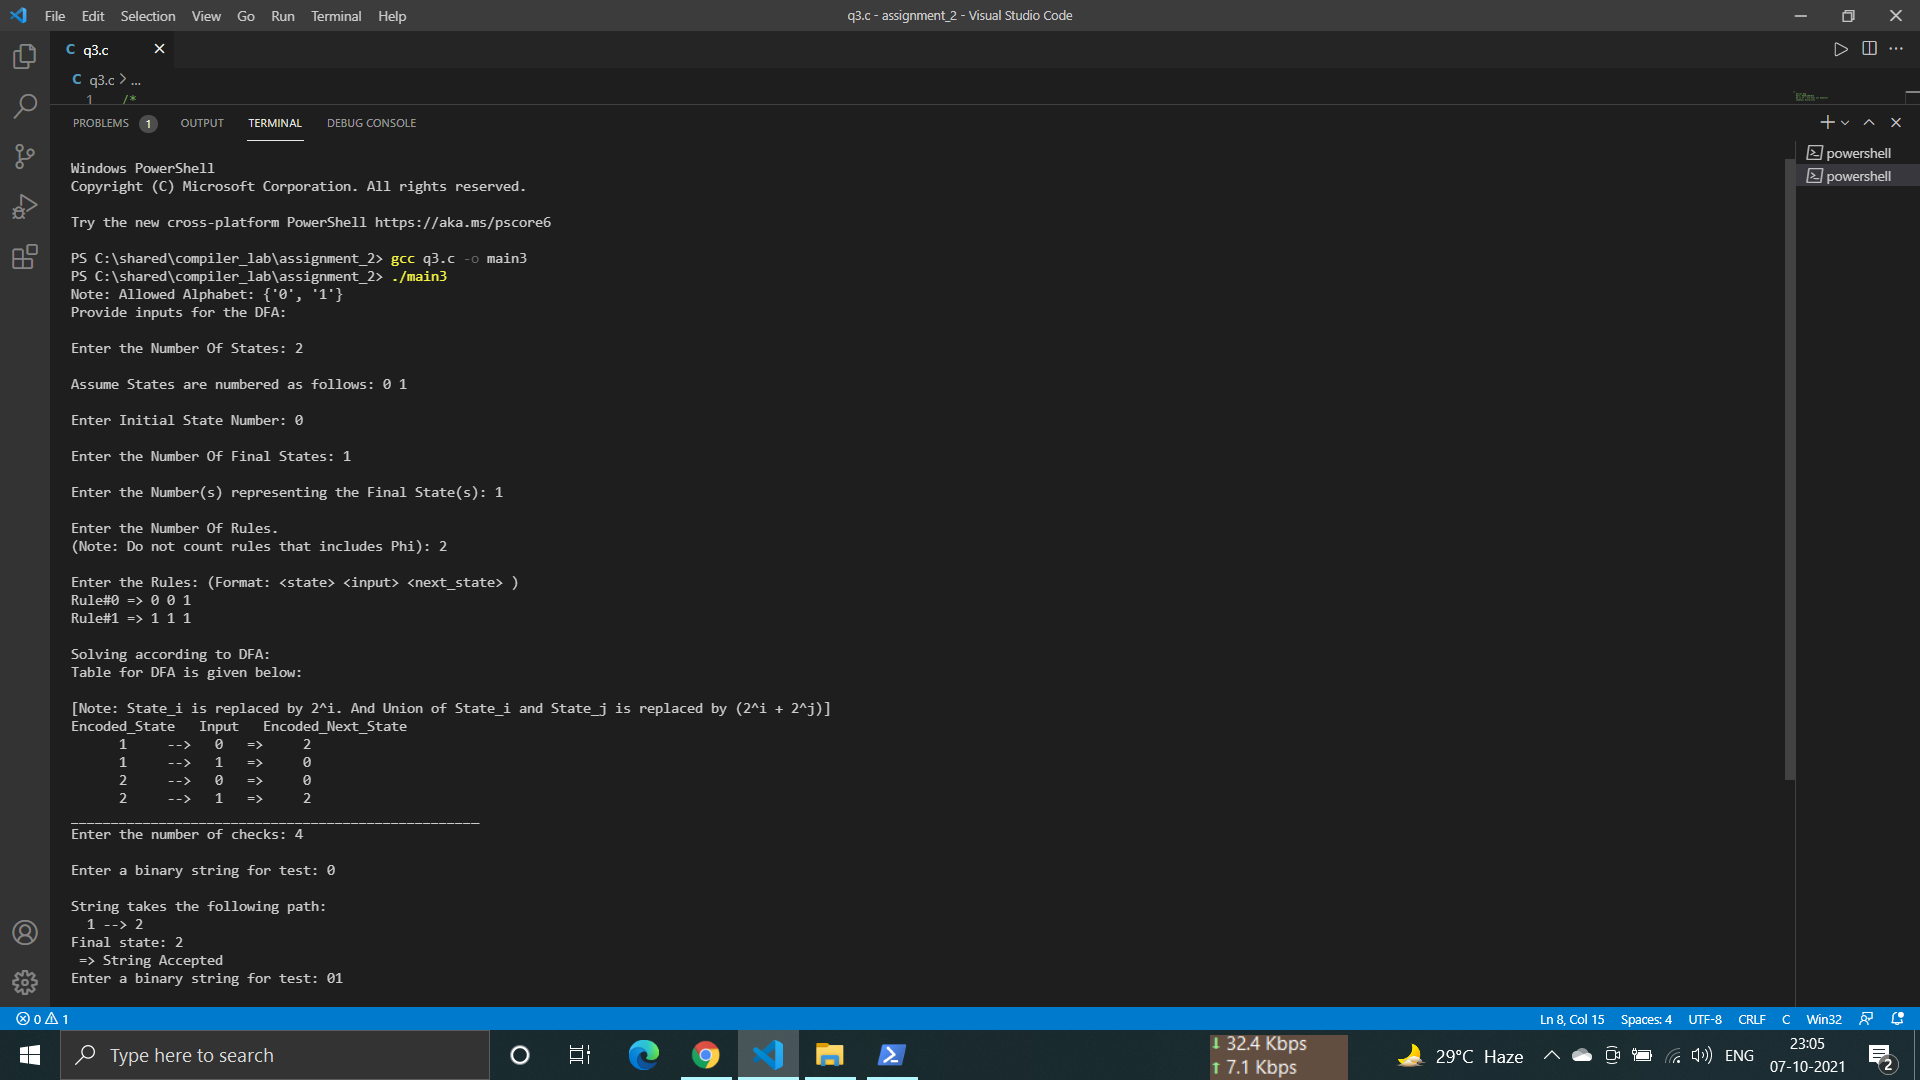 File Edit Selection View Go Run Terminal Help
q3.c - assignment_2 - Visual Studio Code
C q3.c
C q3.c > ...
1 /*
PROBLEMS 1 OUTPUT TERMINAL DEBUG CONSOLE
powershell
powershell
Windows PowerShell
Copyright (C) Microsoft Corporation. All rights reserved.
Try the new cross-platform PowerShell https://aka.ms/pscore6
PS C:\shared\compiler_lab\assignment_2> gcc q3.c -o main3
PS C:\shared\compiler_lab\assignment_2> ./main3
Note: Allowed Alphabet: {'0', '1'}
Provide inputs for the DFA:
Enter the Number Of States: 2
Assume States are numbered as follows: 0 1
Enter Initial State Number: 0
Enter the Number Of Final States: 1
Enter the Number(s) representing the Final State(s): 1
Enter the Number Of Rules.
(Note: Do not count rules that includes Phi): 2
Enter the Rules: (Format: <state> <input> <next_state> )
Rule#0 => 0 0 1
Rule#1 => 1 1 1
Solving according to DFA:
Table for DFA is given below:
[Note: State_i is replaced by 2^i. And Union of State_i and State_j is replaced by (2^i + 2^j)]
Encoded_State Input Encoded_Next_State
1 --> 0 => 2
1 --> 1 => 0
2 --> 0 => 0
2 --> 1 => 2
___________________________________________________
Enter the number of checks: 4
Enter a binary string for test: 0
String takes the following path:
1 --> 2
Final state: 2
=> String Accepted
Enter a binary string for test: 01
0 1
Ln 8, Col 15 Spaces: 4 UTF-8 CRLF C Win32
Type here to search
↓ 32.4 Kbps
↑ 7.1 Kbps
29°C Haze
ENG
23:05
07-10-2021
2